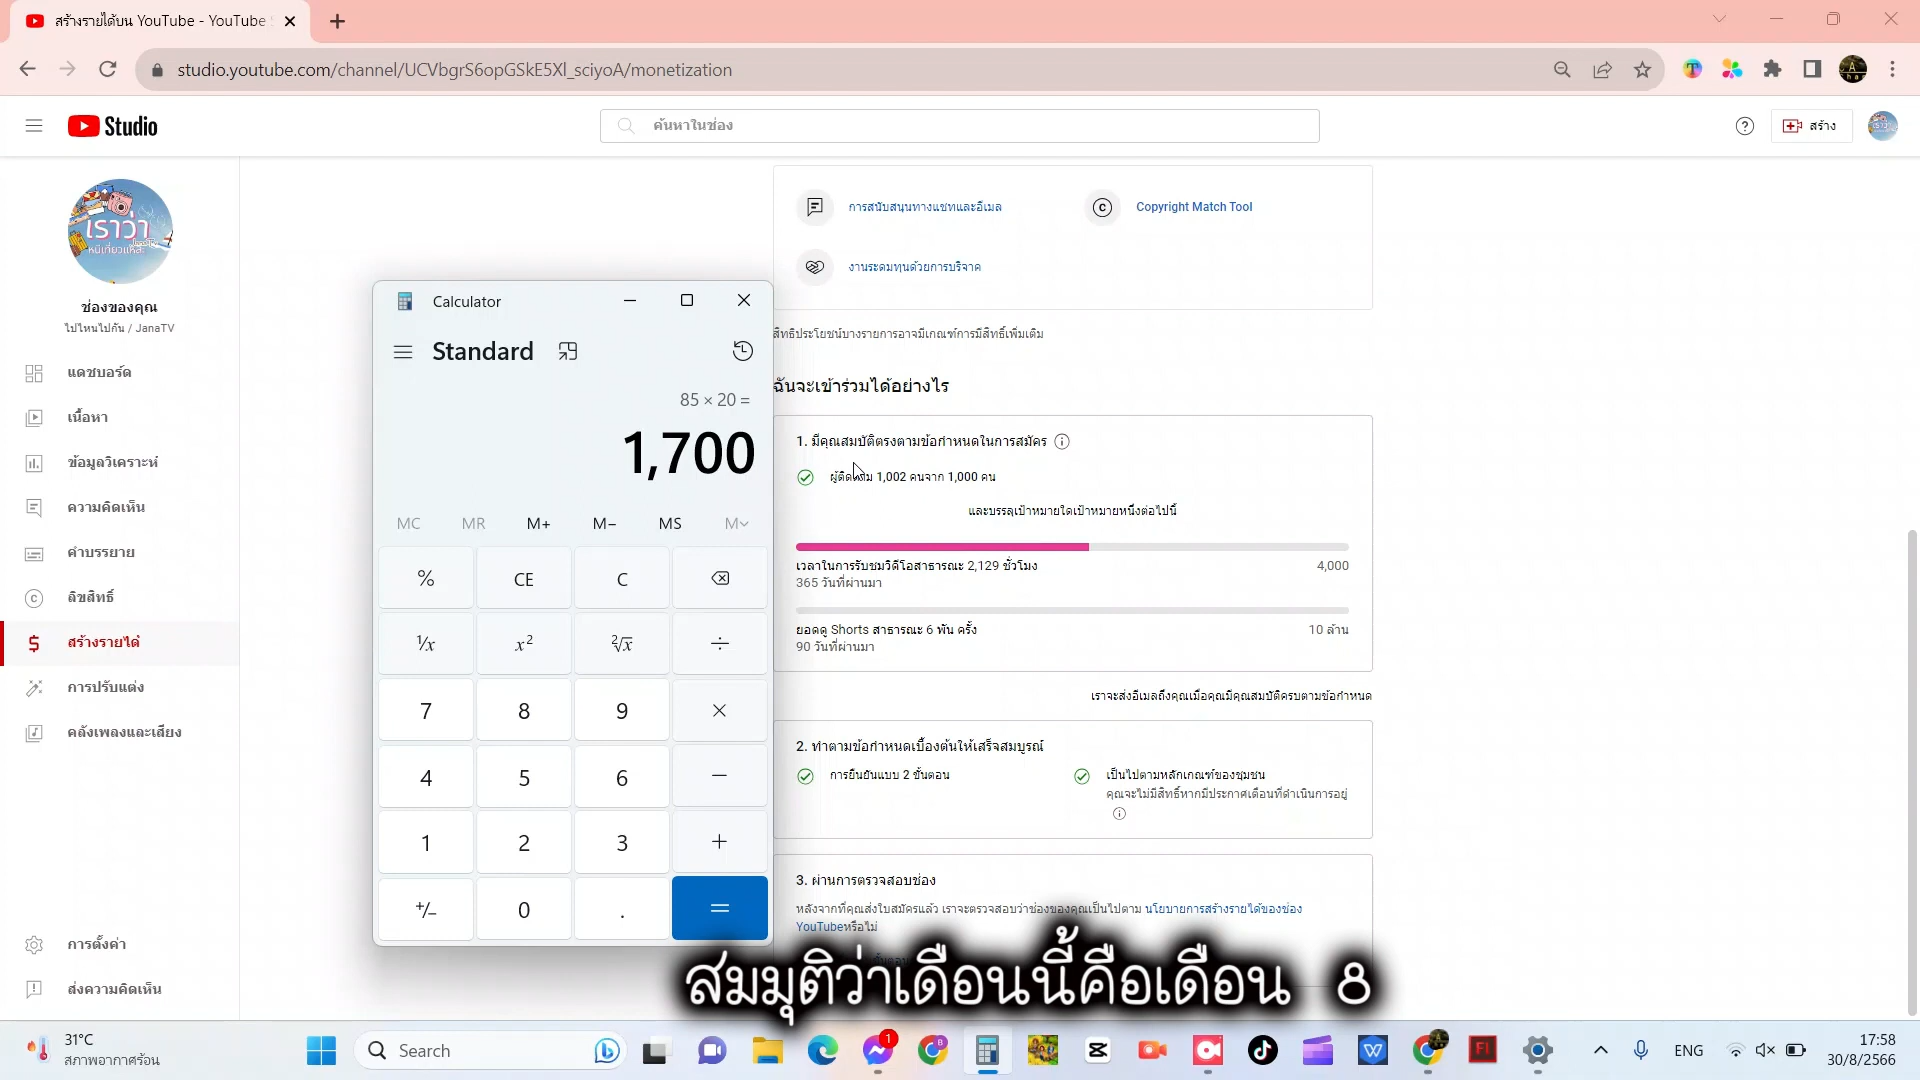 สร้างรายได้บน YouTube - YouTube
studio.youtube.com/channel/UCVbgrS6opGSkE5Xl_sciyoA/monetization
Studio
ค้นหาในช่อง
สร้าง
เราว่า
หนีเที่ยวแหละ
ช่องของคุณ
ไปไหนไปกัน / JanaTV
แดชบอร์ด
เนื้อหา
ข้อมูลวิเคราะห์
ความคิดเห็น
คำบรรยาย
ลิขสิทธิ์
สร้างรายได้
การปรับแต่ง
คลังเพลงและเสียง
การตั้งค่า
ส่งความคิดเห็น
Calculator
Standard
85 × 20 =
1,700
MC MR M+ M− MS M
% CE C
1/x x² ²√x ÷
7 8 9 ×
4 5 6 −
1 2 3 +
+/− 0 . =
การสนับสนุนทางแชทและอีเมล
Copyright Match Tool
งานระดมทุนด้วยการบริจาค
สิทธิประโยชน์บางรายการอาจมีเกณฑ์การมีสิทธิ์เพิ่มเติม
ฉันจะเข้าร่วมได้อย่างไร
1. มีคุณสมบัติตรงตามข้อกำหนดในการสมัคร
ผู้ติดตาม 1,002 คนจาก 1,000 คน
และบรรลุเป้าหมายใดเป้าหมายหนึ่งต่อไปนี้
เวลาในการรับชมวิดีโอสาธารณะ 2,129 ชั่วโมง 4,000
365 วันที่ผ่านมา
ยอดดู Shorts สาธารณะ 6 พัน ครั้ง 10 ล้าน
90 วันที่ผ่านมา
เราจะส่งอีเมลถึงคุณเมื่อคุณมีคุณสมบัติครบตามข้อกำหนด
2. ทำตามข้อกำหนดเบื้องต้นให้เสร็จสมบูรณ์
การยืนยันแบบ 2 ขั้นตอน
เป็นไปตามหลักเกณฑ์ของชุมชน
คุณจะไม่มีสิทธิ์หากมีประกาศเตือนที่ดำเนินการอยู่
3. ผ่านการตรวจสอบช่อง
หลังจากที่คุณส่งใบสมัครแล้ว เราจะตรวจสอบว่าช่องของคุณเป็นไปตาม นโยบายการสร้างรายได้ของช่อง
YouTubeหรือไม่
สมมุติว่าเดือนนี้คือเดือน 8
31°C
สภาพอากาศร้อน
Search
1
ENG
17:58
30/8/2566